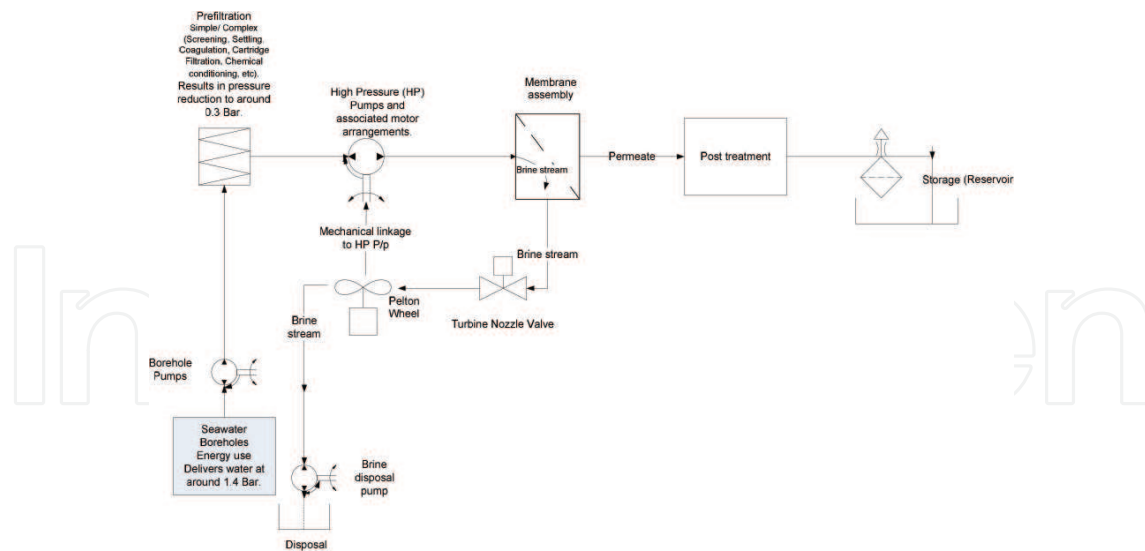 Prefiltration
Simple/ Complex
(Screening, Settling,
Coagulation, Cartridge
Filtration, Chemical
conditioning, etc).
Results in pressure
reduction to around
0.3 Bar.
High Pressure (HP)
Pumps and
associated motor
arrangements.
Membrane
assembly
Brine stream
Permeate
Post treatment
Storage (Reservoir
Mechanical linkage
to HP P/p
Brine stream
Pelton
Wheel
Turbine Nozzle Valve
Brine
stream
Borehole
Pumps
Seawater
Boreholes
Energy use
Delivers water at
around 1.4 Bar.
Brine
disposal
pump
Disposal
In
en